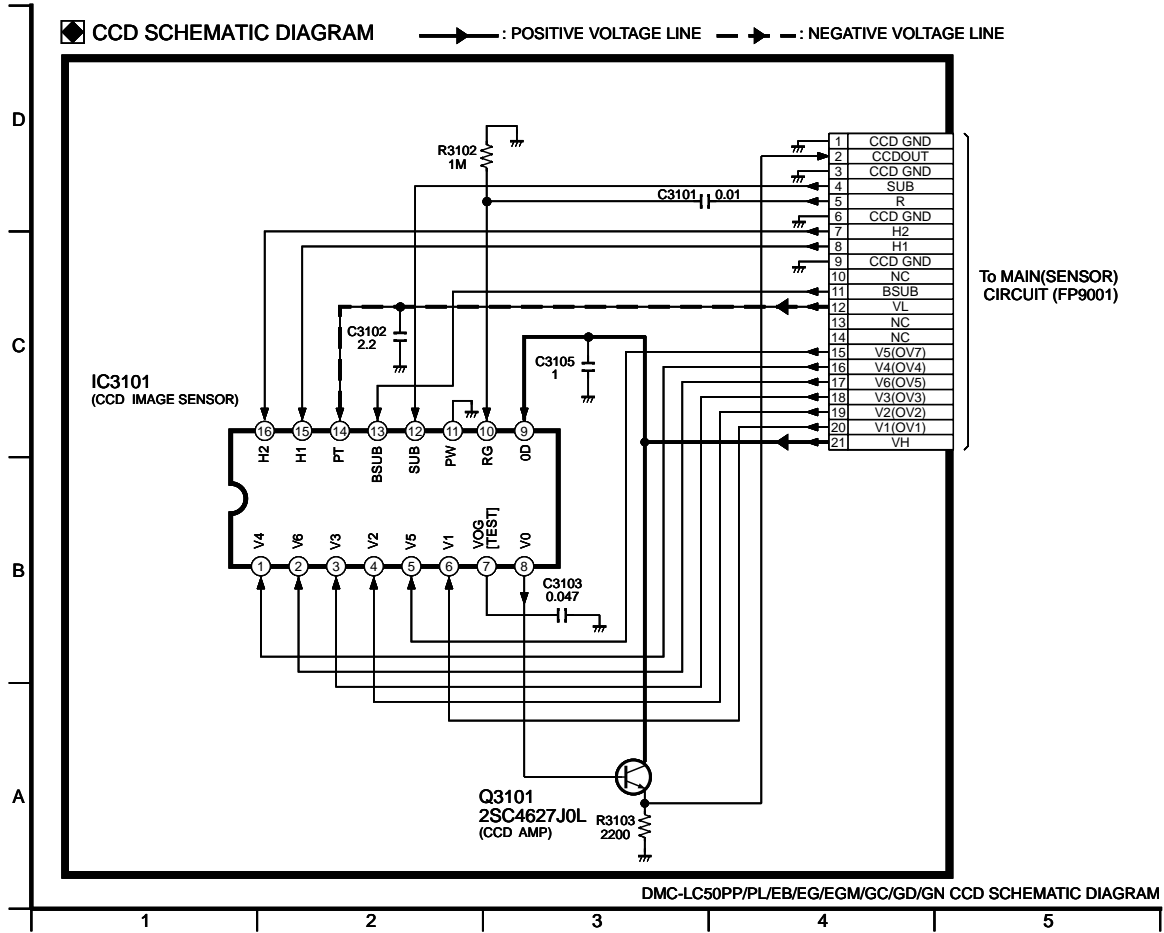 CCD SCHEMATIC DIAGRAM : POSITIVE VOLTAGE LINE : NEGATIVE VOLTAGE LINE
D
C
B
A
R3102
1M
C3101 0.01
1 CCD GND
2 CCDOUT
3 CCD GND
4 SUB
5 R
6 CCD GND
7 H2
8 H1
9 CCD GND
10 NC
11 BSUB
12 VL
13 NC
14 NC
15 V5(OV7)
16 V4(OV4)
17 V6(OV5)
18 V3(OV3)
19 V2(OV2)
20 V1(OV1)
21 VH
To MAIN(SENSOR)
CIRCUIT (FP9001)
C3102
2.2
C3105
1
IC3101
(CCD IMAGE SENSOR)
16 15 14 13 12 11 10 9
H2 H1 PT BSUB SUB PW RG 0D
V4 V6 V3 V2 V5 V1 VOG V0
[TEST]
1 2 3 4 5 6 7 8
C3103
0.047
Q3101
2SC4627J0L
(CCD AMP)
R3103
2200
DMC-LC50PP/PL/EB/EG/EGM/GC/GD/GN CCD SCHEMATIC DIAGRAM
1 2 3 4 5